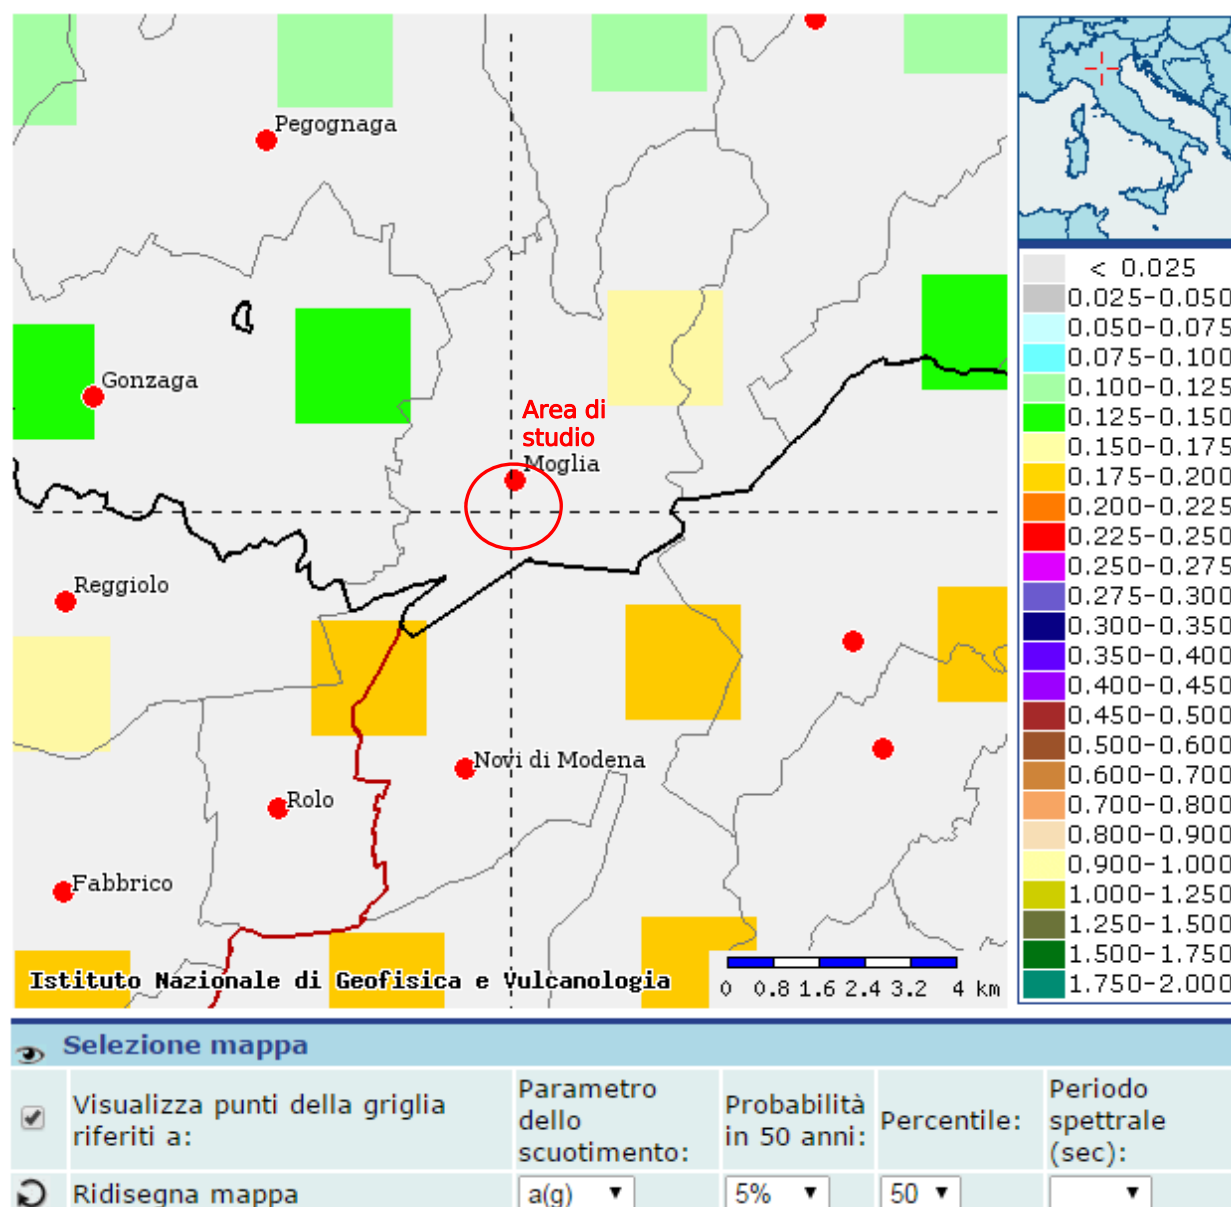 Pegognaga
Gonzaga
Area di
studio
Moglia
Reggiolo
Novi di Modena
Rolo
Fabbrico
Istituto Nazionale di Geofisica e Vulcanologia
0 0.8 1.6 2.4 3.2 4 km
< 0.025
0.025-0.050
0.050-0.075
0.075-0.100
0.100-0.125
0.125-0.150
0.150-0.175
0.175-0.200
0.200-0.225
0.225-0.250
0.250-0.275
0.275-0.300
0.300-0.350
0.350-0.400
0.400-0.450
0.450-0.500
0.500-0.600
0.600-0.700
0.700-0.800
0.800-0.900
0.900-1.000
1.000-1.250
1.250-1.500
1.500-1.750
1.750-2.000
Selezione mappa
Visualizza punti della griglia
riferiti a:
Parametro
dello
scuotimento:
Probabilità
in 50 anni:
Percentile:
Periodo
spettrale
(sec):
Ridisegna mappa
a(g)
5%
50